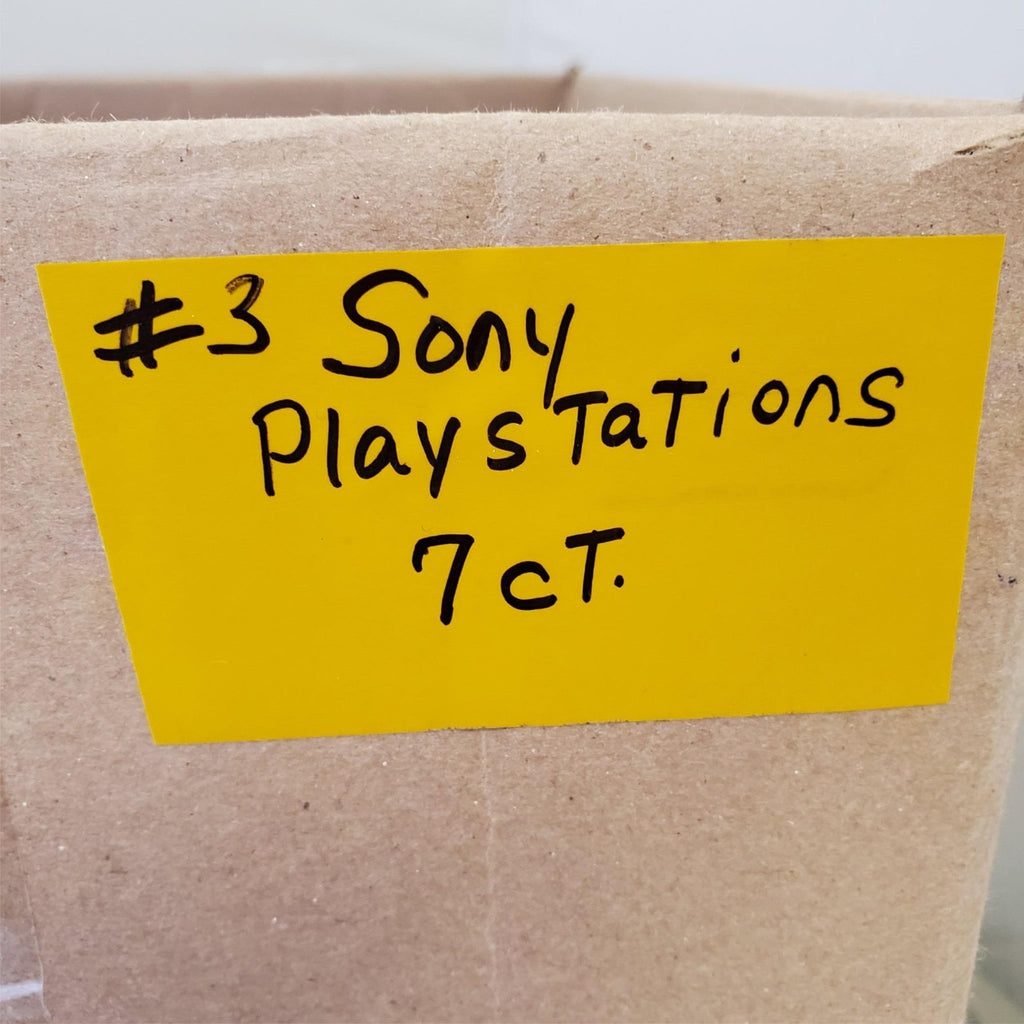 #3 Sony
Playstations
7 ct.